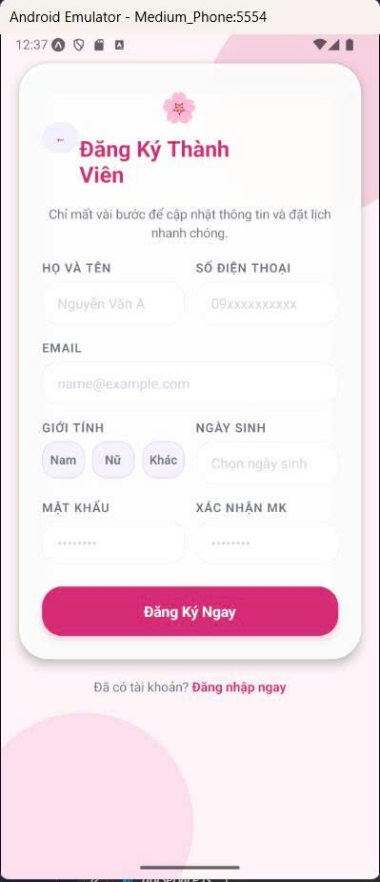 Android Emulator - Medium_Phone:5554
12:37
←
Đăng Ký Thành
Viên
Chỉ mất vài bước để cập nhật thông tin và đặt lịch
nhanh chóng.
HỌ VÀ TÊN SỐ ĐIỆN THOẠI
Nguyễn Văn A 09xxxxxxxxxx
EMAIL
name@example.com
GIỚI TÍNH NGÀY SINH
Nam Nữ Khác Chọn ngày sinh
MẬT KHẨU XÁC NHẬN MK
•••••••• ••••••••
Đăng Ký Ngay
Đã có tài khoản? Đăng nhập ngay